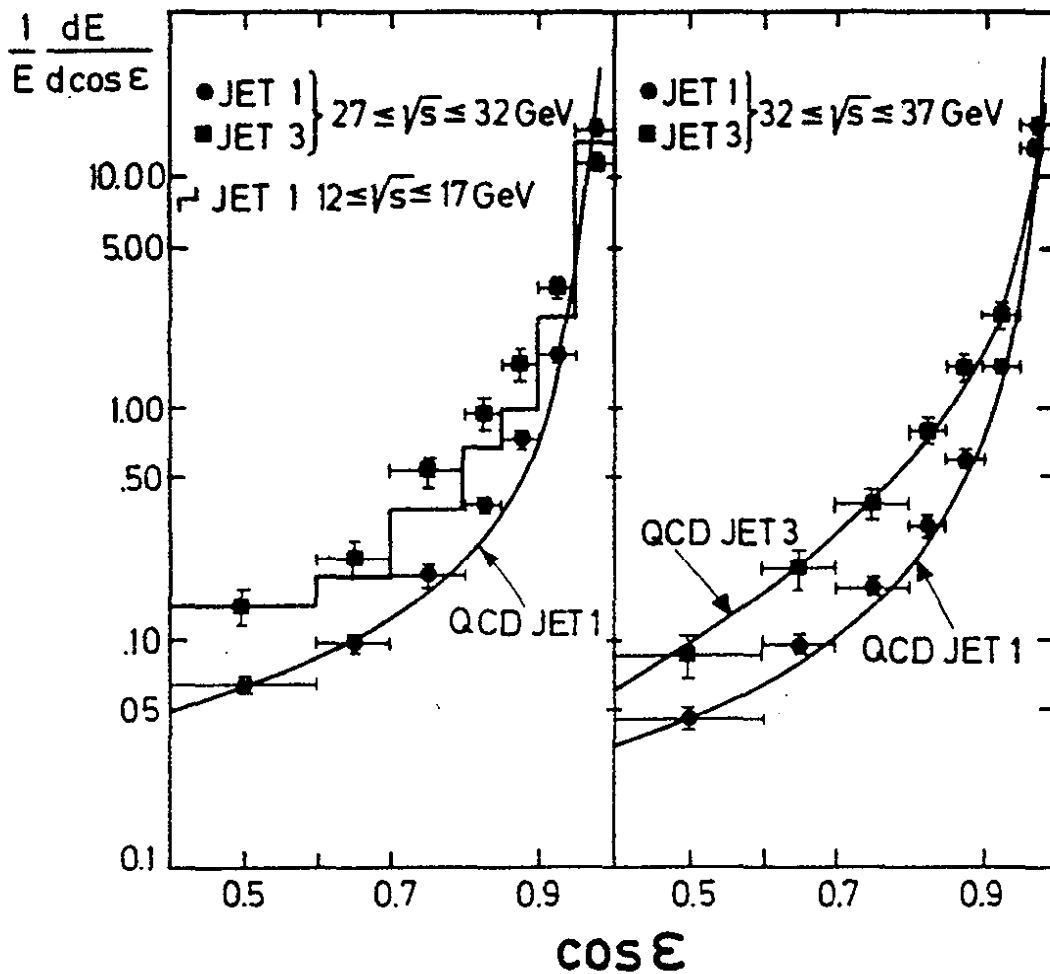 1/E dE/dcosε
● JET 1 } 27 ≤ √s ≤ 32 GeV
■ JET 3
JET 1 12 ≤ √s ≤ 17 GeV
● JET 1 } 32 ≤ √s ≤ 37 GeV
■ JET 3
10.00
5.00
1.00
.50
.10
05
0.1
QCD JET 1
QCD JET 3
QCD JET 1
0.5 0.7 0.9 0.5 0.7 0.9
cos ε